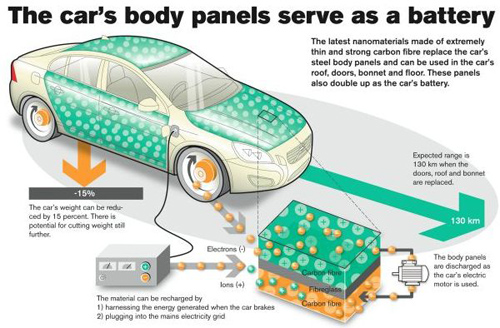 The car's body panels serve as a battery
The latest nanomaterials made of extremely
thin and strong carbon fibre replace the car's
steel body panels and can be used in the car's
roof, doors, bonnet and floor. These panels
also double up as the car's battery.
-15%
The car's weight can be redu-
ced by 15 percent. There is
potential for cutting weight still
further.
Expected range is
130 km when the
doors, roof and bonnet
are replaced.
130 km
Electrons (-)
Ions (+)
Carbon fibre
Fibreglass
Carbon fibre
The body panels
are discharged as
the car's electric
motor is used.
The material can be recharged by
1) harnessing the energy generated when the car brakes
2) plugging into the mains electricity grid